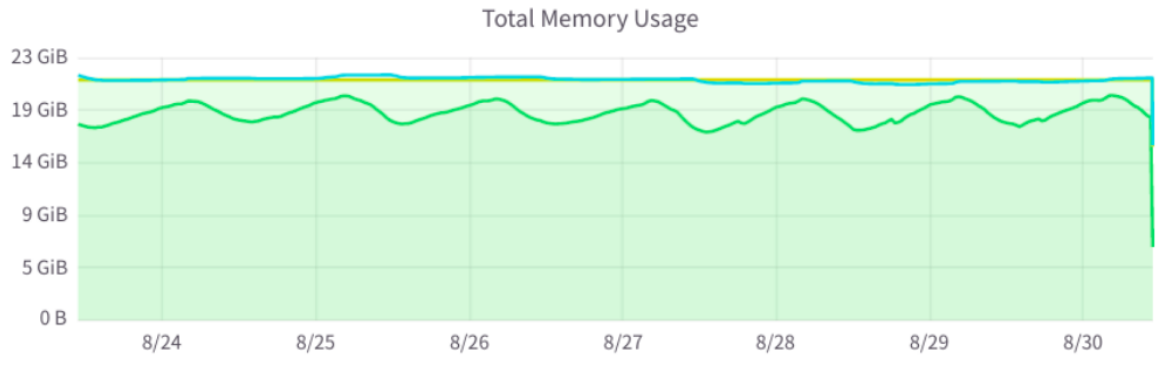 Total Memory Usage
23 GiB
19 GiB
14 GiB
9 GiB
5 GiB
0 B
8/24 8/25 8/26 8/27 8/28 8/29 8/30